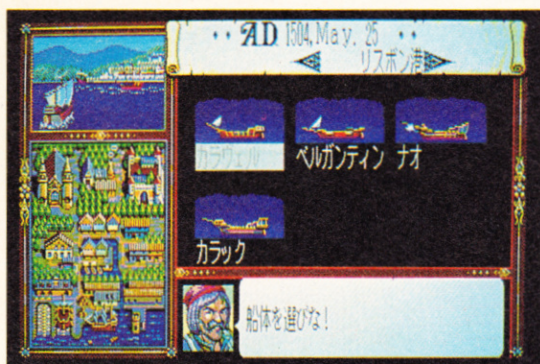 AD 1504, May. 25
リスボン港
カラヴェル ベルガンティン ナオ
カラック
船体を選びな！